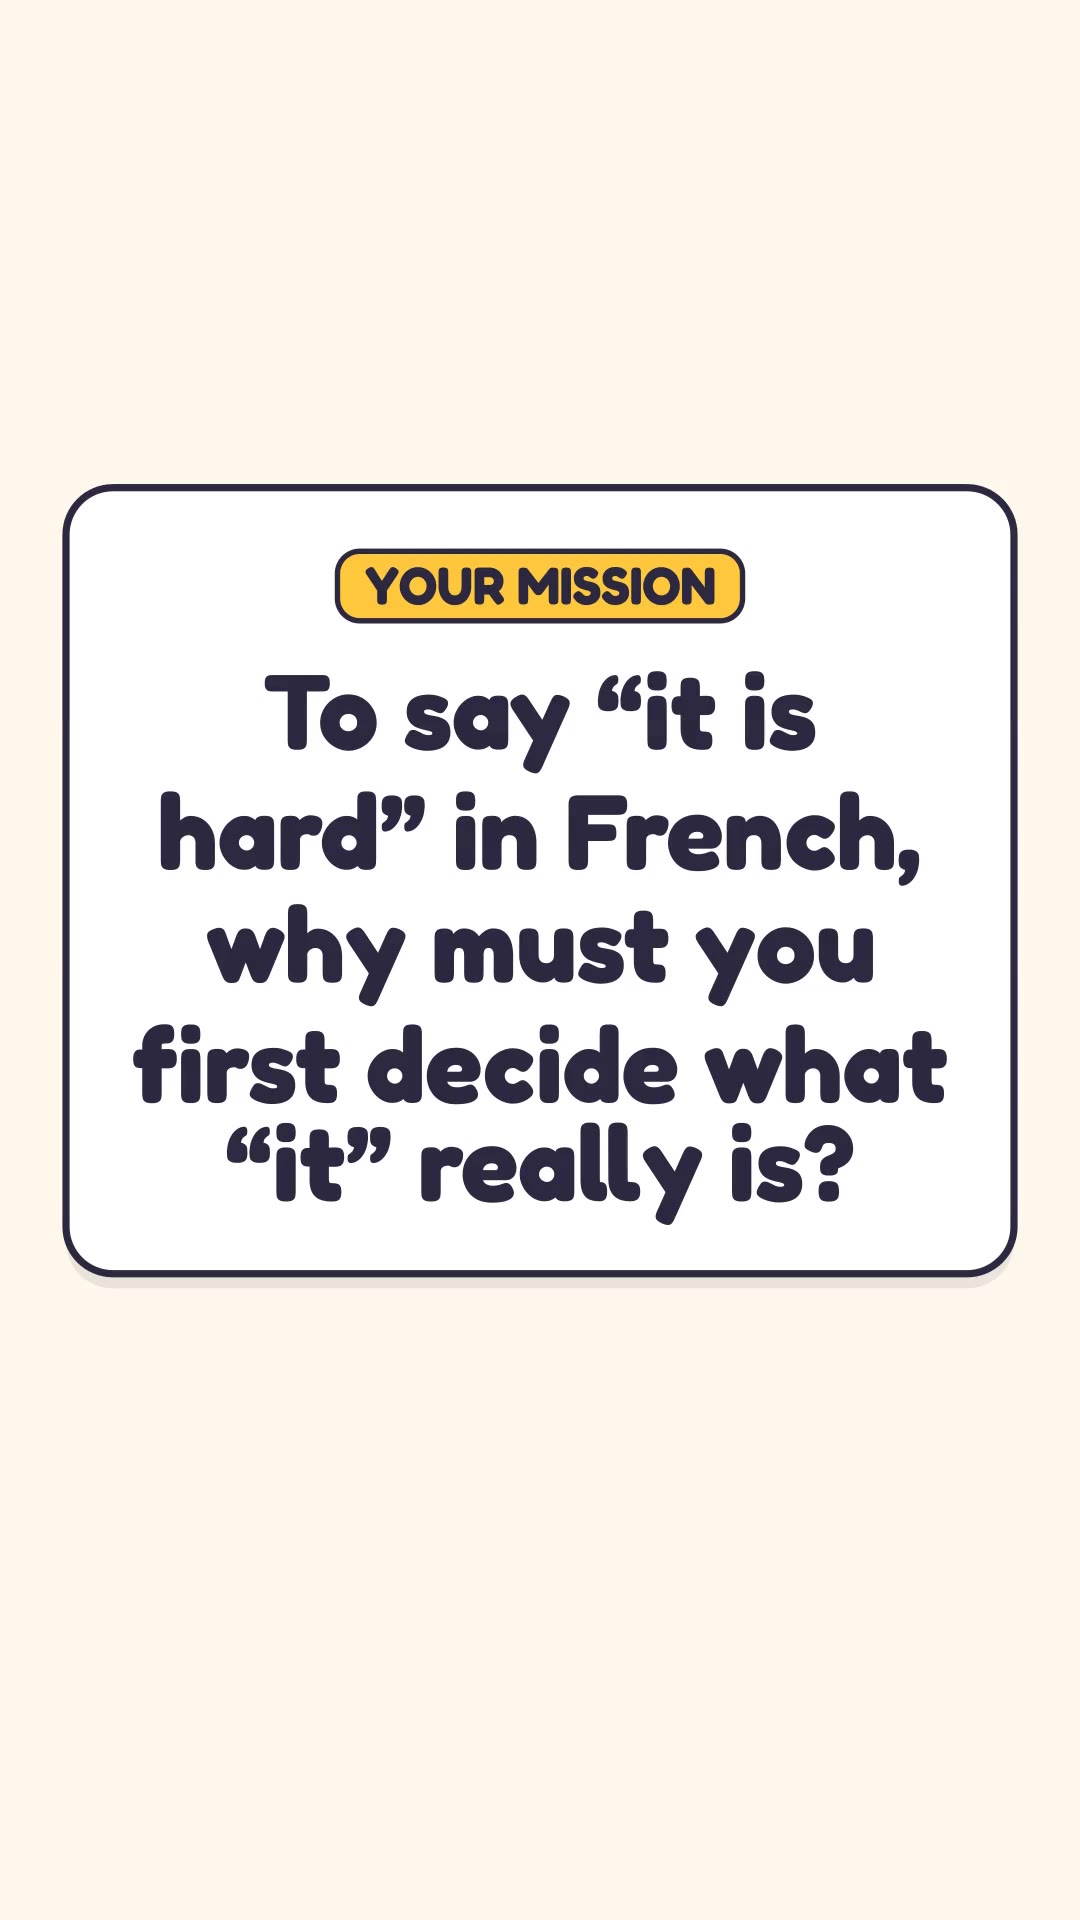 YOUR MISSION
To say “it is
hard” in French,
why must you
first decide what
“it” really is?